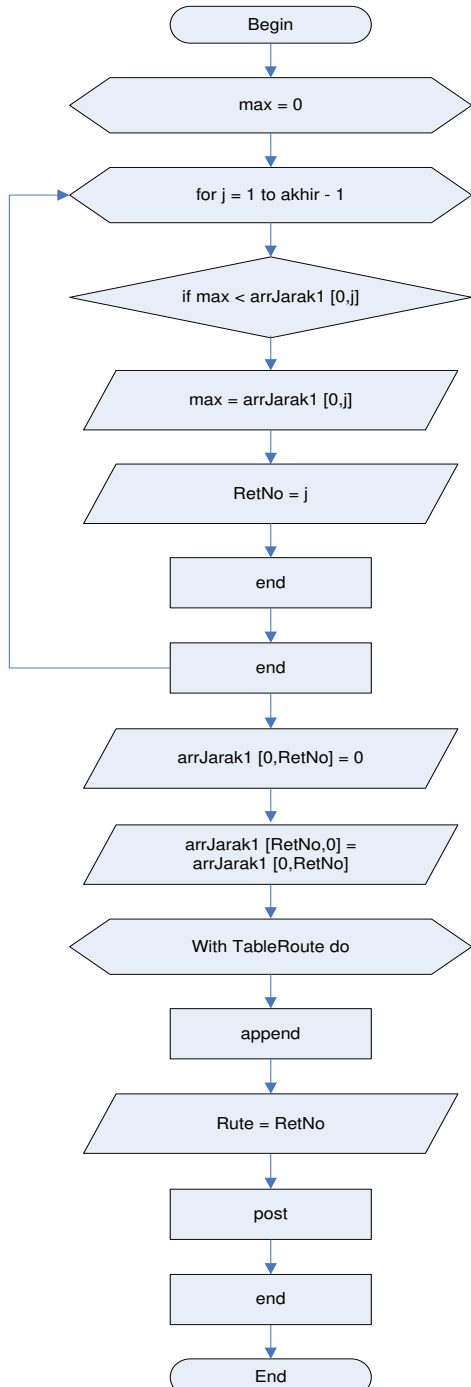 Begin
max = 0
for j = 1 to akhir - 1
if max < arrJarak1 [0,j]
max = arrJarak1 [0,j]
RetNo = j
end
end
arrJarak1 [0,RetNo] = 0
arrJarak1 [RetNo,0] =
arrJarak1 [0,RetNo]
With TableRoute do
append
Rute = RetNo
post
end
End